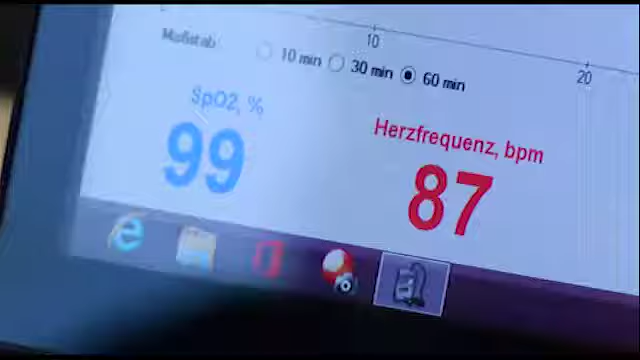 10
20
Maßstab
10 min
30 min
60 min
SpO2, %
Herzfrequenz, bpm
99
87